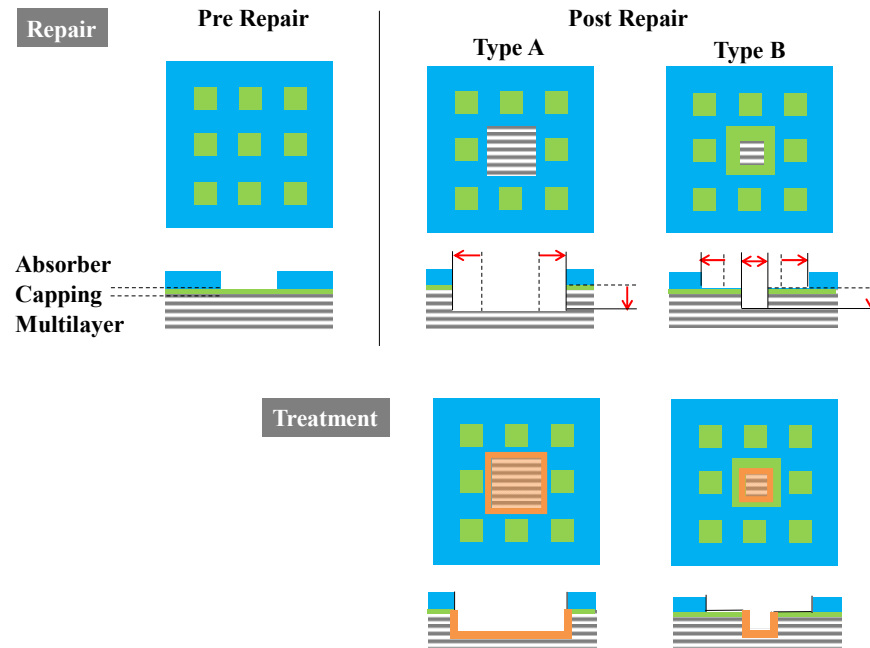 Repair
Pre Repair
Post Repair
Type A
Type B
Absorber
Capping
Multilayer
Treatment